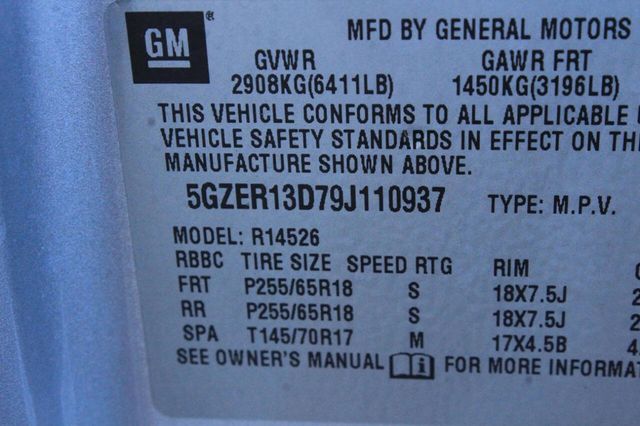 GM
MFD BY GENERAL MOTORS
GVWR GAWR FRT
2908KG(6411LB) 1450KG(3196LB)
THIS VEHICLE CONFORMS TO ALL APPLICABLE
VEHICLE SAFETY STANDARDS IN EFFECT ON
MANUFACTURE SHOWN ABOVE.
5GZER13D79J110937 TYPE: M.P.V.
MODEL: R14526
RBBC TIRE SIZE SPEED RTG RIM
FRT P255/65R18 S 18X7.5J
RR P255/65R18 S 18X7.5J
SPA T145/70R17 M 17X4.5B
SEE OWNER'S MANUAL i FOR MORE